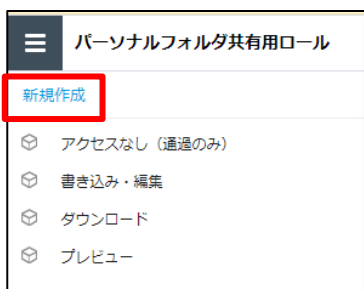 パーソナルフォルダ共有用ロール
新規作成
アクセスなし（通過のみ）
書き込み・編集
ダウンロード
プレビュー